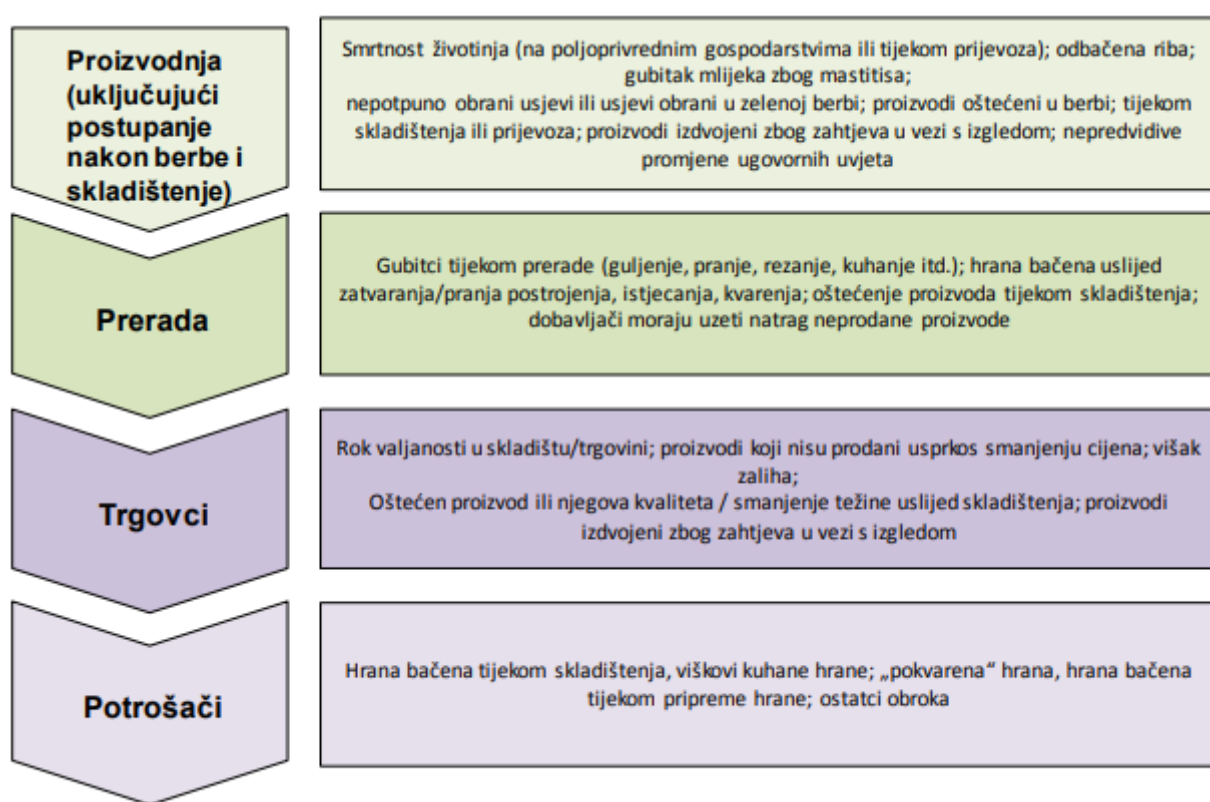 Proizvodnja
(uključujući
postupanje
nakon berbe i
skladištenje)
Smrtnost životinja (na poljoprivrednim gospodarstvima ili tijekom prijevoza); odbačena riba;
gubitak mlijeka zbog mastitisa;
nepotpuno obrani usjevi ili usjevi obrani u zelenoj berbi; proizvodi oštećeni u berbi; tijekom
skladištenja ili prijevoza; proizvodi izdvojeni zbog zahtjeva u vezi s izgledom; nepredvidive
promjene ugovornih uvjeta
Prerada
Gubitci tijekom prerade (guljenje, pranje, rezanje, kuhanje itd.); hrana bačena uslijed
zatvaranja/pranja postrojenja, istjecanja, kvarenja; oštećenje proizvoda tijekom skladištenja;
dobavljači moraju uzeti natrag neprodane proizvode
Trgovci
Rok valjanosti u skladištu/trgovini; proizvodi koji nisu prodani usprkos smanjenju cijena; višak
zaliha;
Oštećen proizvod ili njegova kvaliteta / smanjenje težine uslijed skladištenja; proizvodi
izdvojeni zbog zahtjeva u vezi s izgledom
Potrošači
Hrana bačena tijekom skladištenja, viškovi kuhane hrane; „pokvarena“ hrana, hrana bačena
tijekom pripreme hrane; ostatci obroka